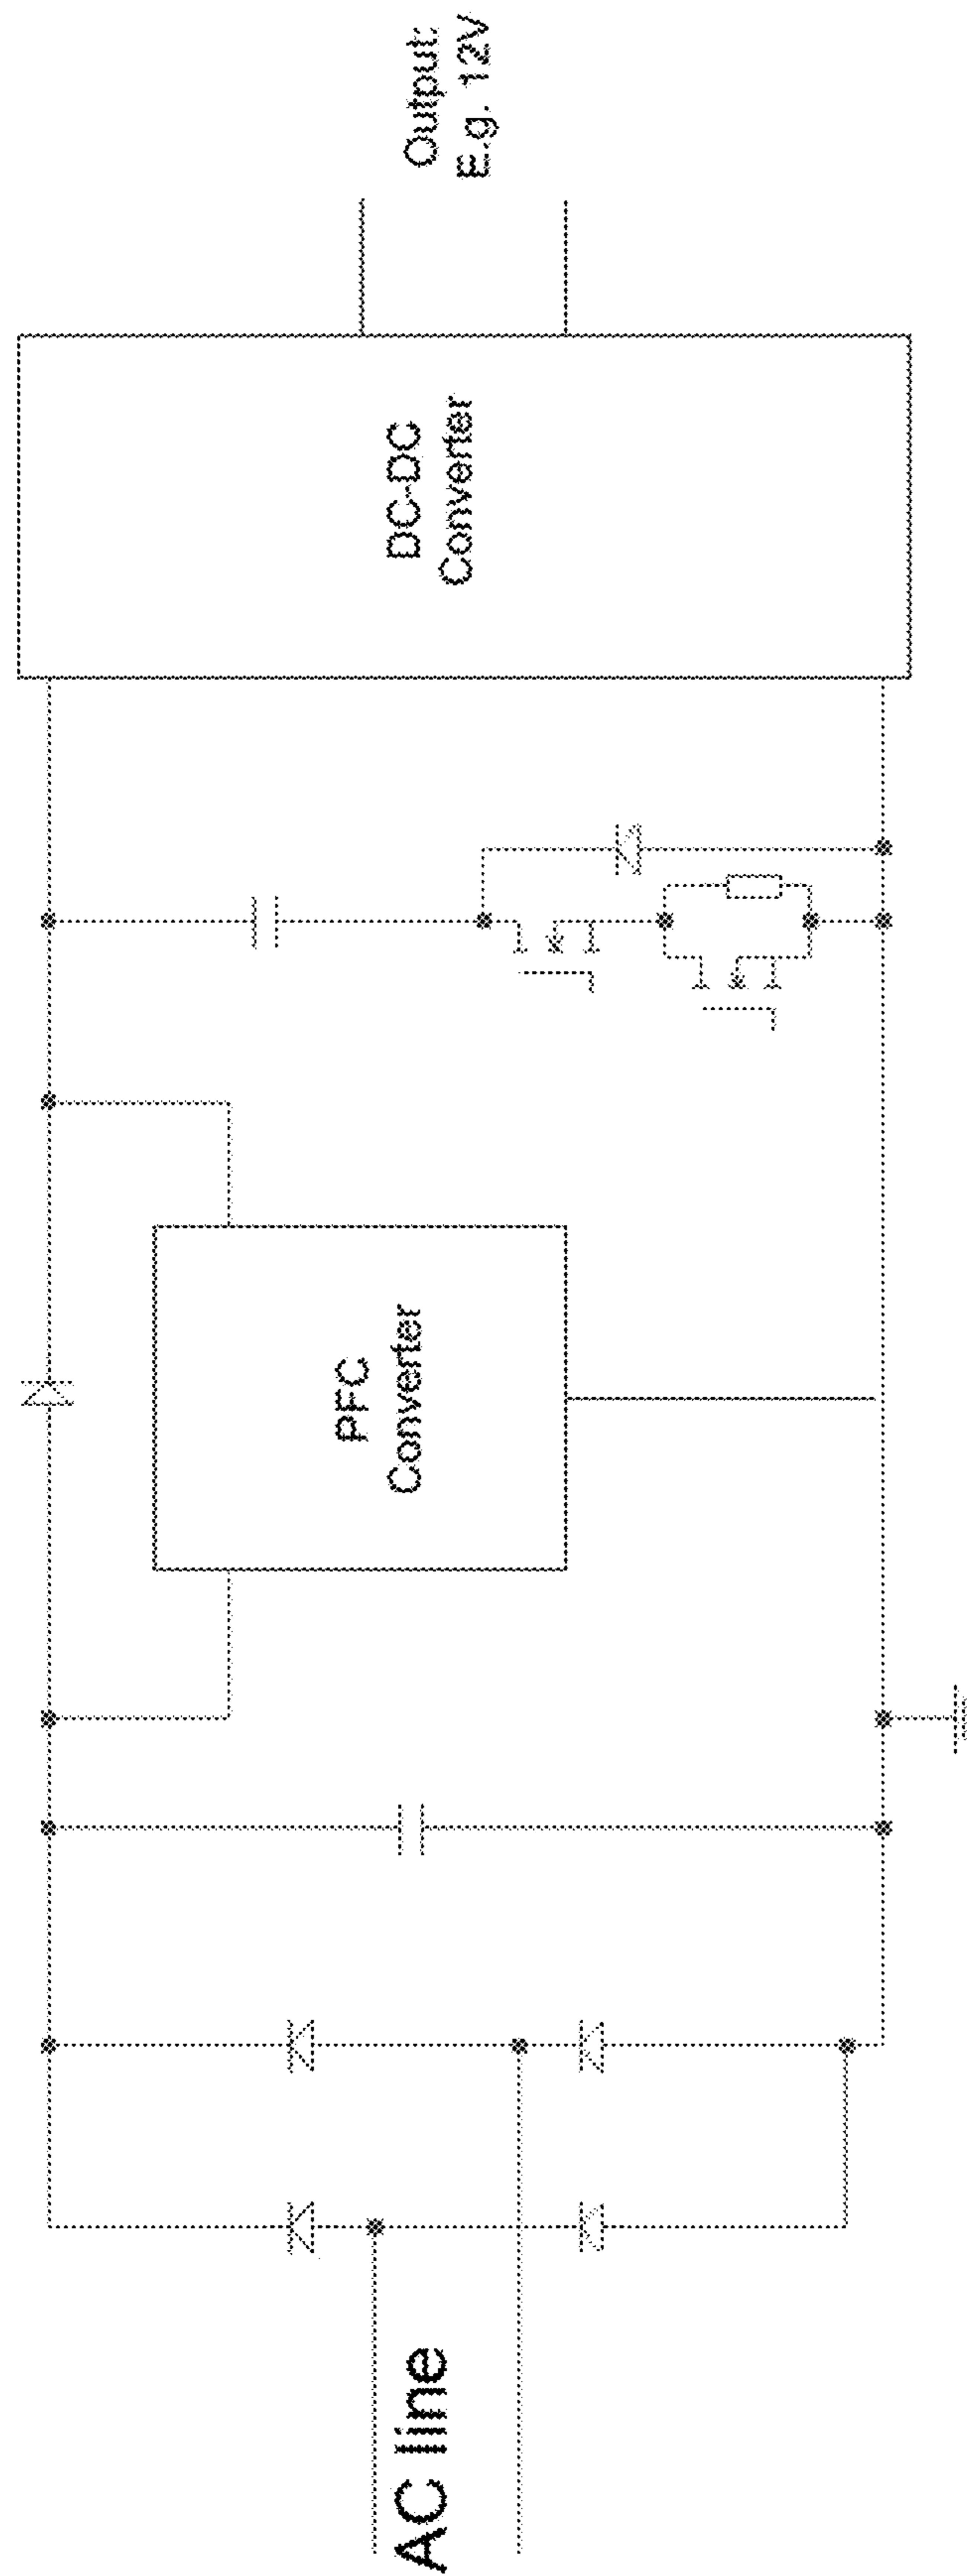 AC line
PFC
Converter
DC-DC
Converter
Output:
E.g. 12V